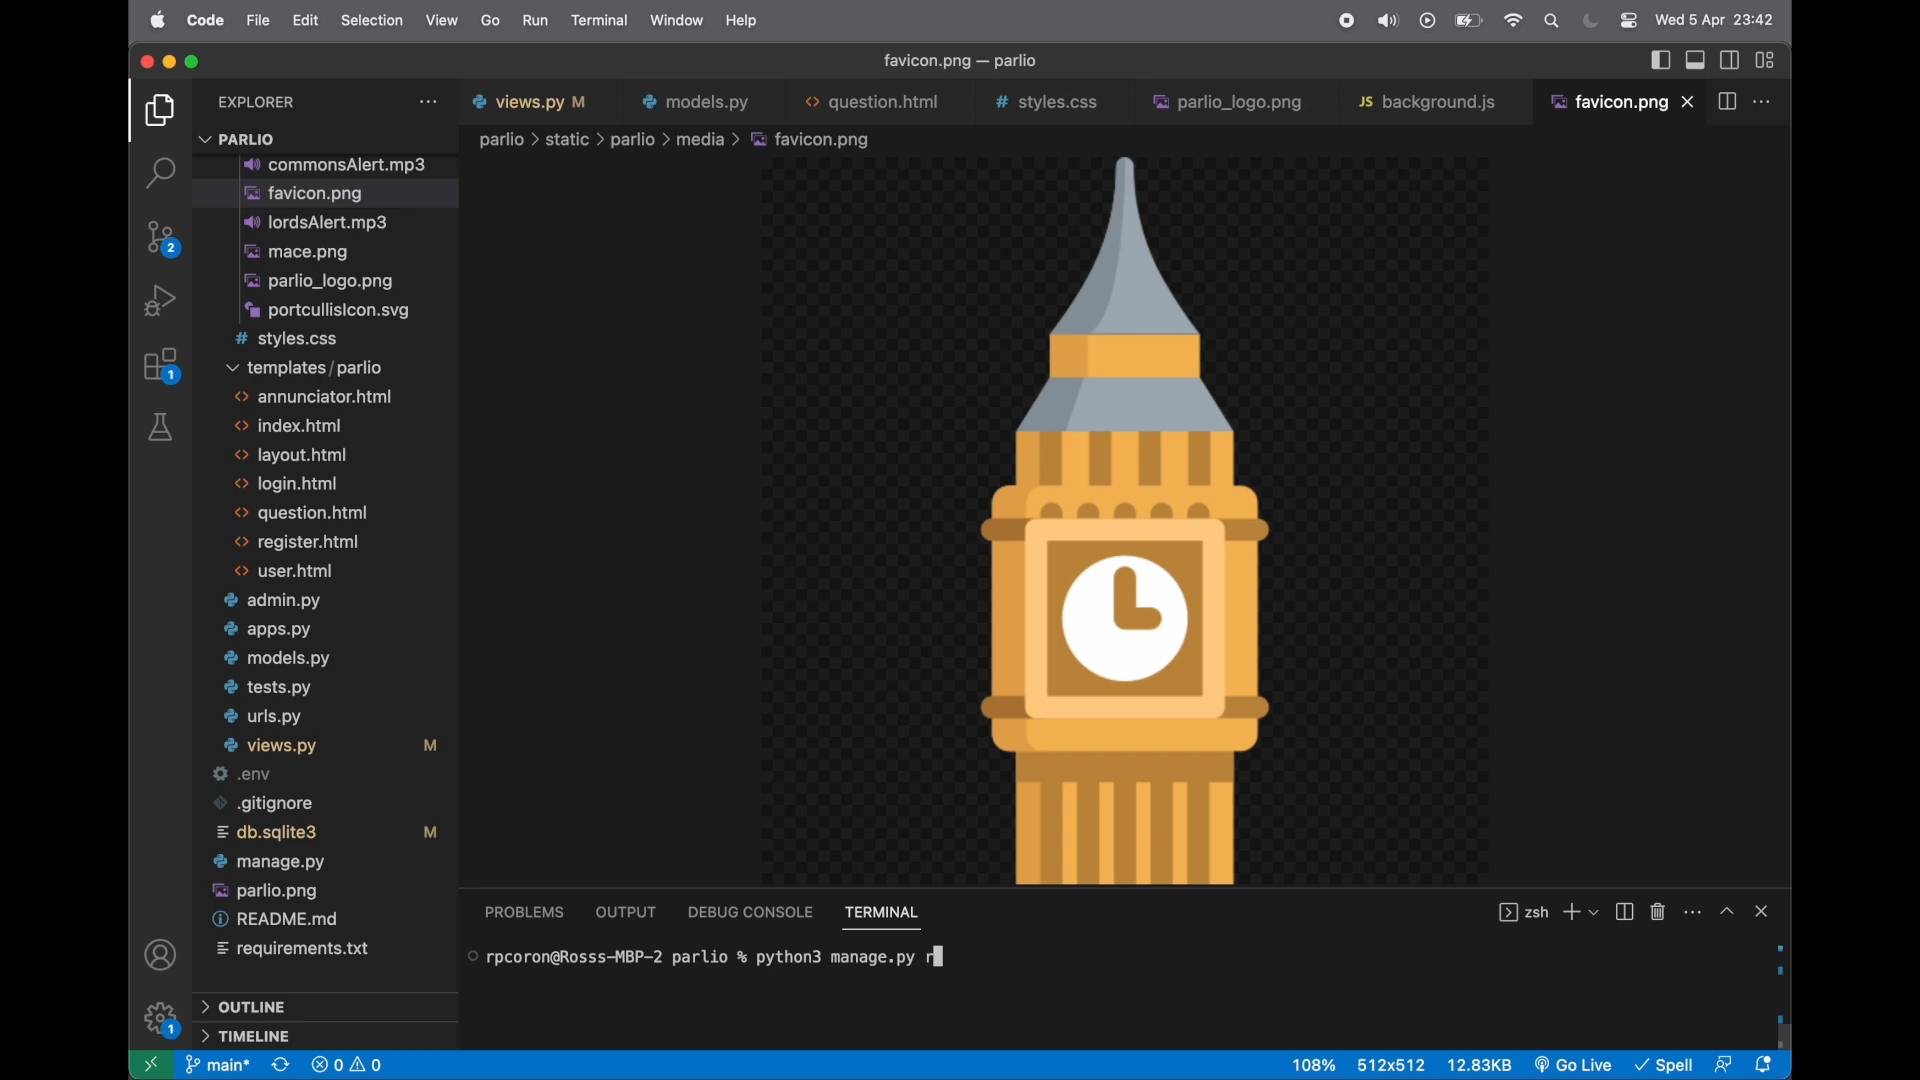 Code File Edit Selection View Go Run Terminal Window Help Wed 5 Apr 23:42
favicon.png — parlio
EXPLORER
views.py M models.py question.html styles.css parlio_logo.png background.js favicon.png
parlio > static > parlio > media > favicon.png
PARLIO
commonsAlert.mp3
favicon.png
lordsAlert.mp3
mace.png
parlio_logo.png
portcullisIcon.svg
styles.css
templates / parlio
annunciator.html
index.html
layout.html
login.html
question.html
register.html
user.html
admin.py
apps.py
models.py
tests.py
urls.py
views.py M
.env
.gitignore
db.sqlite3 M
manage.py
parlio.png
README.md
requirements.txt
OUTLINE
TIMELINE
2
1
1
PROBLEMS OUTPUT DEBUG CONSOLE TERMINAL zsh
rpcoron@Rosss-MBP-2 parlio % python3 manage.py r
main* 0 0 108% 512x512 12.83KB Go Live Spell